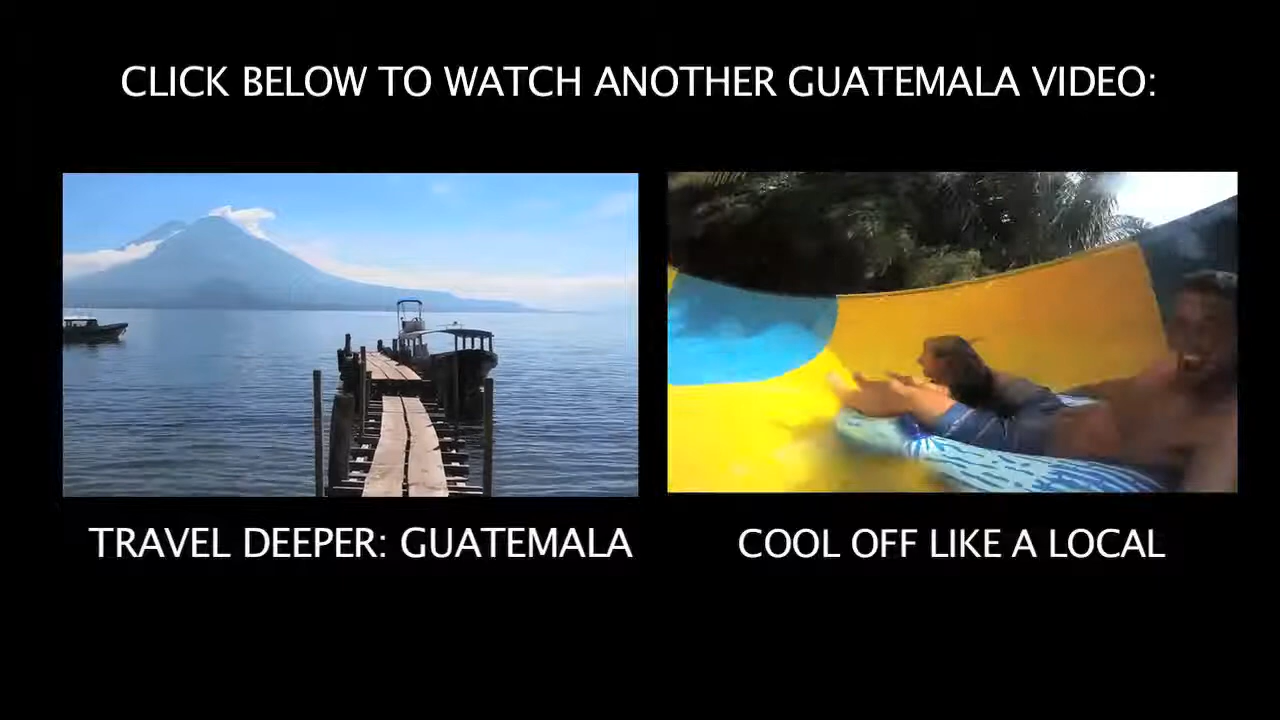 CLICK BELOW TO WATCH ANOTHER GUATEMALA VIDEO:
TRAVEL DEEPER: GUATEMALA
COOL OFF LIKE A LOCAL